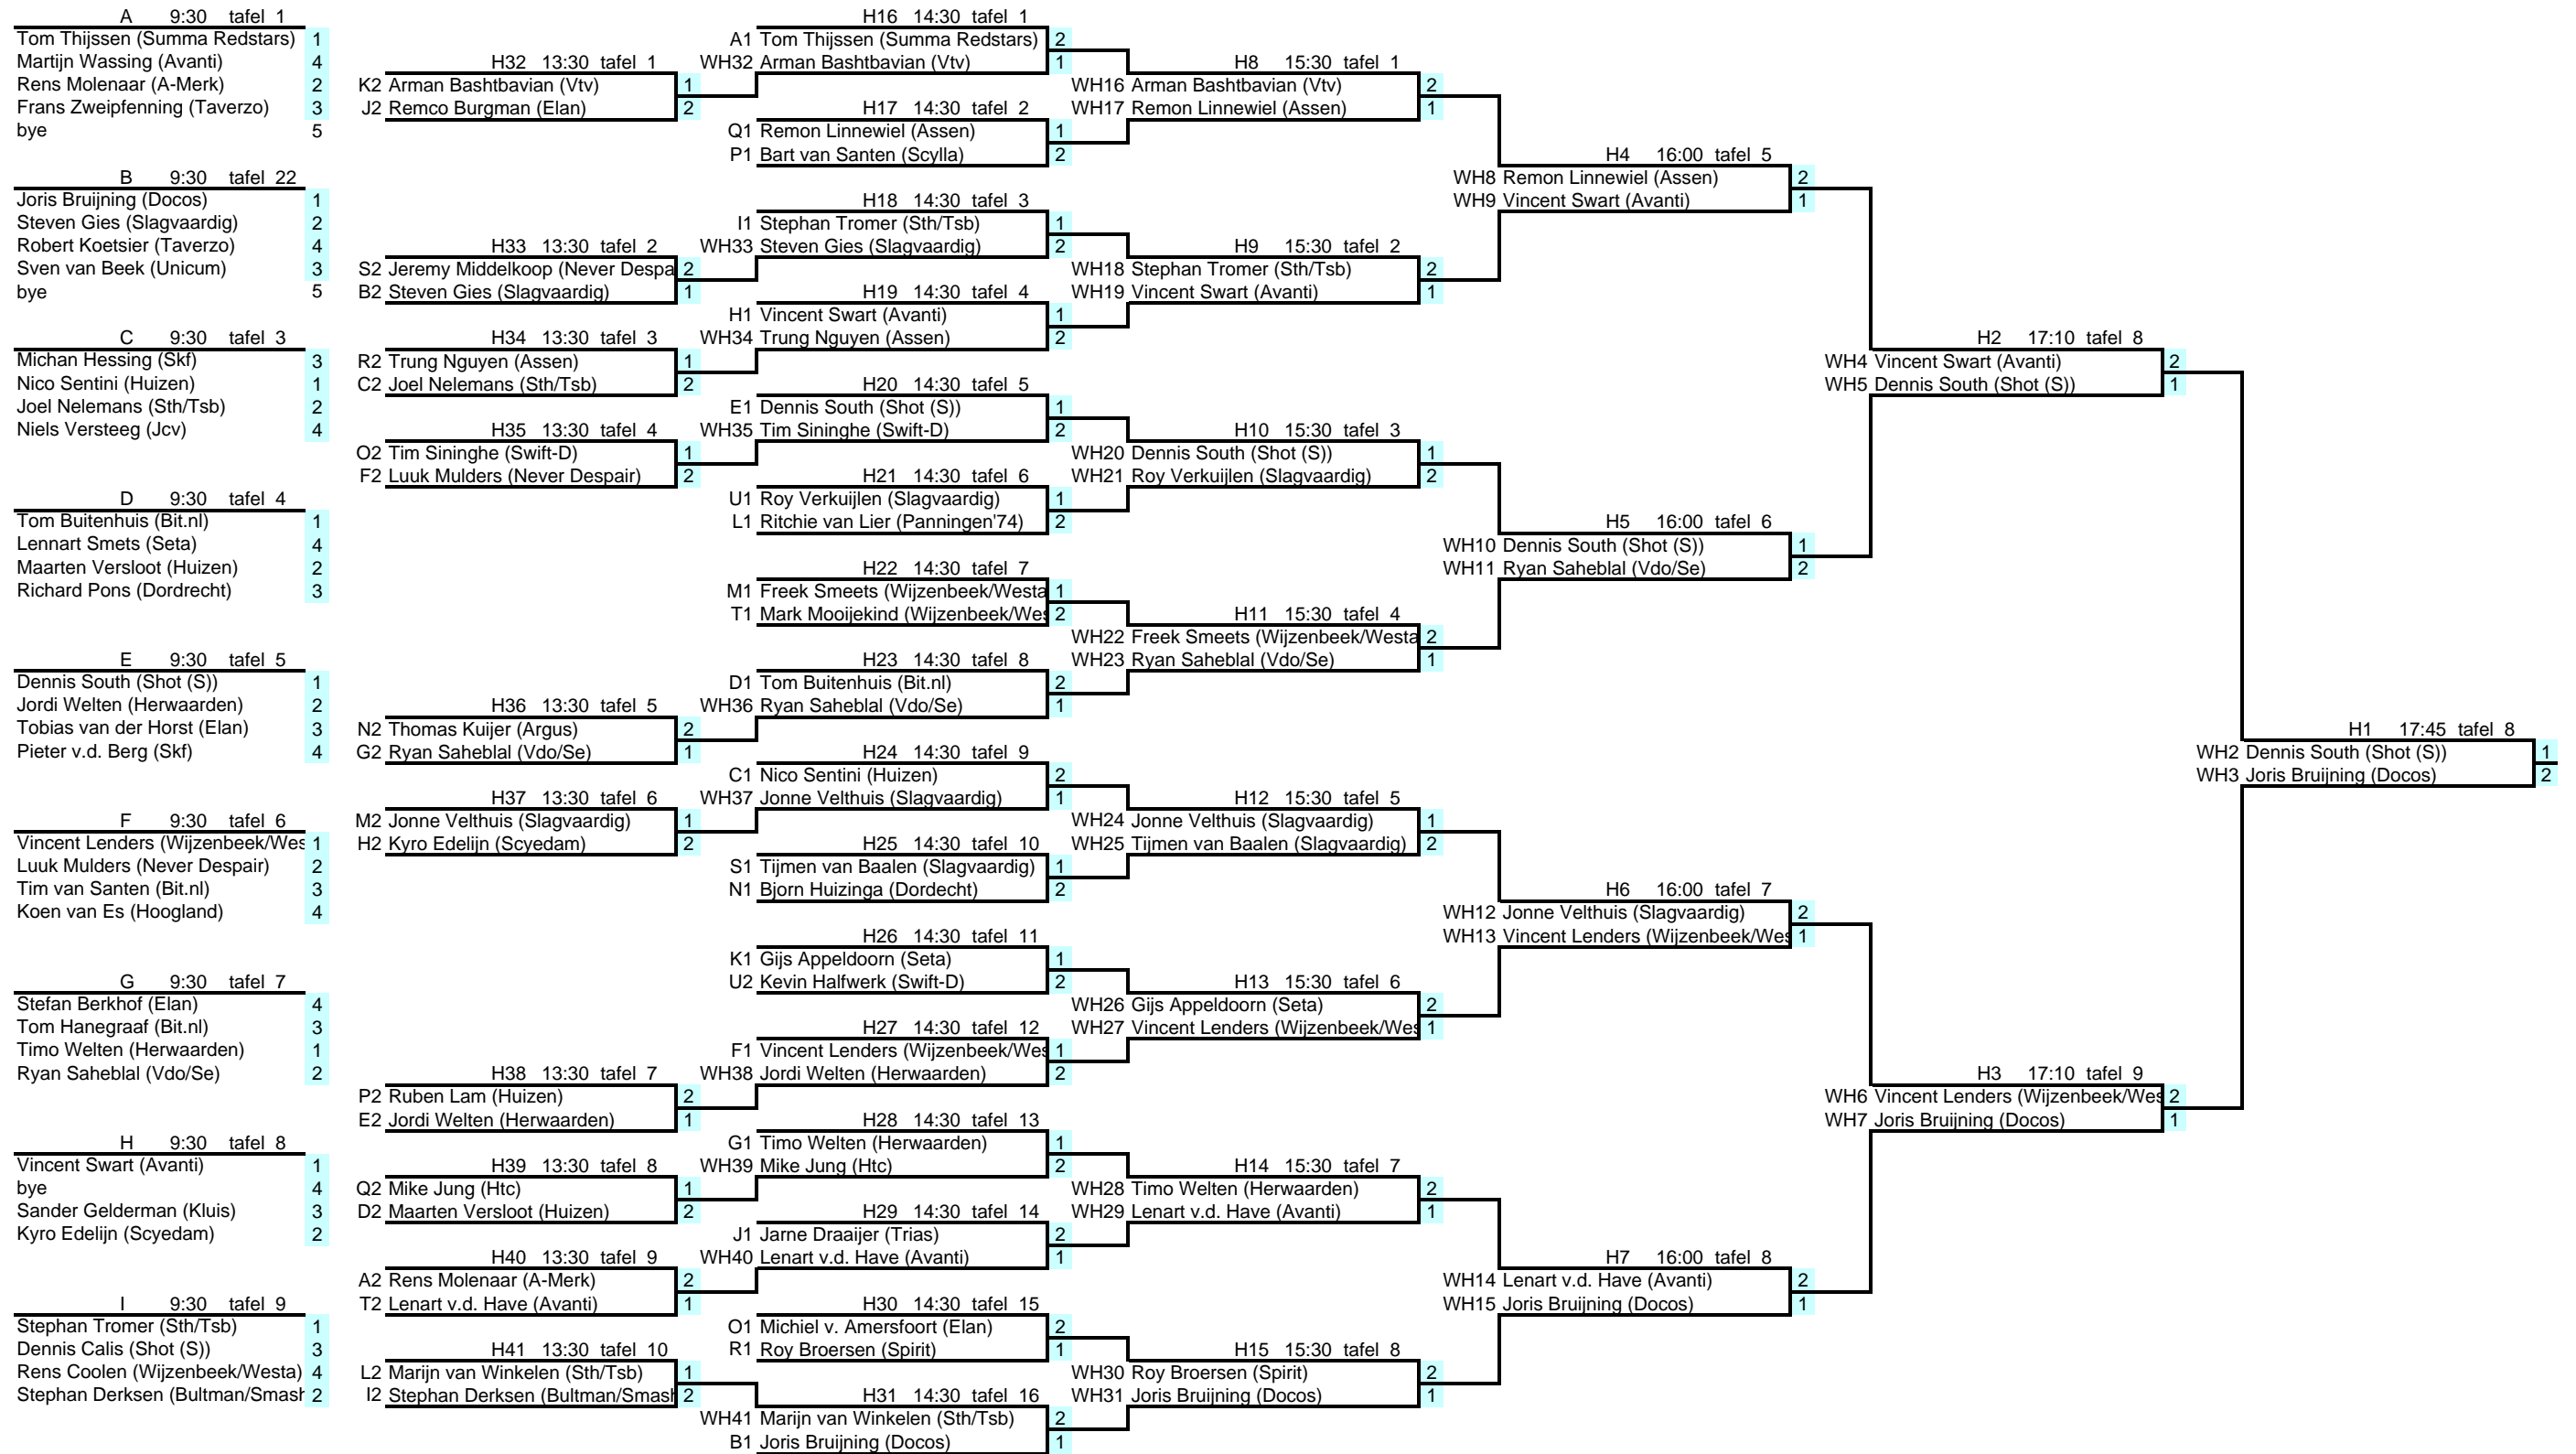 A 9:30 tafel 1
Tom Thijssen (Summa Redstars) 1
Martijn Wassing (Avanti) 4
Rens Molenaar (A-Merk) 2
Frans Zweipfenning (Taverzo) 3
bye 5
B 9:30 tafel 22
Joris Bruijning (Docos) 1
Steven Gies (Slagvaardig) 2
Robert Koetsier (Taverzo) 4
Sven van Beek (Unicum) 3
bye 5
C 9:30 tafel 3
Michan Hessing (Skf) 3
Nico Sentini (Huizen) 1
Joel Nelemans (Sth/Tsb) 2
Niels Versteeg (Jcv) 4
D 9:30 tafel 4
Tom Buitenhuis (Bit.nl) 1
Lennart Smets (Seta) 4
Maarten Versloot (Huizen) 2
Richard Pons (Dordrecht) 3
E 9:30 tafel 5
Dennis South (Shot (S)) 1
Jordi Welten (Herwaarden) 2
Tobias van der Horst (Elan) 3
Pieter v.d. Berg (Skf) 4
F 9:30 tafel 6
Vincent Lenders (Wijzenbeek/Wes 1
Luuk Mulders (Never Despair) 2
Tim van Santen (Bit.nl) 3
Koen van Es (Hoogland) 4
G 9:30 tafel 7
Stefan Berkhof (Elan) 4
Tom Hanegraaf (Bit.nl) 3
Timo Welten (Herwaarden) 1
Ryan Saheblal (Vdo/Se) 2
H 9:30 tafel 8
Vincent Swart (Avanti) 1
bye 4
Sander Gelderman (Kluis) 3
Kyro Edelijn (Scyedam) 2
I 9:30 tafel 9
Stephan Tromer (Sth/Tsb) 1
Dennis Calis (Shot (S)) 3
Rens Coolen (Wijzenbeek/Westa) 4
Stephan Derksen (Bultman/Smash 2
H32 13:30 tafel 1
K2 Arman Bashtbavian (Vtv) 1
J2 Remco Burgman (Elan) 2
H33 13:30 tafel 2
S2 Jeremy Middelkoop (Never Despa 2
B2 Steven Gies (Slagvaardig) 1
H34 13:30 tafel 3
R2 Trung Nguyen (Assen) 1
C2 Joel Nelemans (Sth/Tsb) 2
H35 13:30 tafel 4
O2 Tim Sininghe (Swift-D) 1
F2 Luuk Mulders (Never Despair) 2
H36 13:30 tafel 5
N2 Thomas Kuijer (Argus) 2
G2 Ryan Saheblal (Vdo/Se) 1
H37 13:30 tafel 6
M2 Jonne Velthuis (Slagvaardig) 1
H2 Kyro Edelijn (Scyedam) 2
H38 13:30 tafel 7
P2 Ruben Lam (Huizen) 2
E2 Jordi Welten (Herwaarden) 1
H39 13:30 tafel 8
Q2 Mike Jung (Htc) 1
D2 Maarten Versloot (Huizen) 2
H40 13:30 tafel 9
A2 Rens Molenaar (A-Merk) 2
T2 Lenart v.d. Have (Avanti) 1
H41 13:30 tafel 10
L2 Marijn van Winkelen (Sth/Tsb) 1
I2 Stephan Derksen (Bultman/Smash 2
H16 14:30 tafel 1
A1 Tom Thijssen (Summa Redstars) 2
WH32 Arman Bashtbavian (Vtv) 1
H17 14:30 tafel 2
Q1 Remon Linnewiel (Assen) 1
P1 Bart van Santen (Scylla) 2
H18 14:30 tafel 3
I1 Stephan Tromer (Sth/Tsb) 1
WH33 Steven Gies (Slagvaardig) 2
H19 14:30 tafel 4
H1 Vincent Swart (Avanti) 1
WH34 Trung Nguyen (Assen) 2
H20 14:30 tafel 5
E1 Dennis South (Shot (S)) 1
WH35 Tim Sininghe (Swift-D) 2
H21 14:30 tafel 6
U1 Roy Verkuijlen (Slagvaardig) 1
L1 Ritchie van Lier (Panningen'74) 2
H22 14:30 tafel 7
M1 Freek Smeets (Wijzenbeek/Westa 1
T1 Mark Mooijekind (Wijzenbeek/Wes 2
H23 14:30 tafel 8
D1 Tom Buitenhuis (Bit.nl) 2
WH36 Ryan Saheblal (Vdo/Se) 1
H24 14:30 tafel 9
C1 Nico Sentini (Huizen) 2
WH37 Jonne Velthuis (Slagvaardig) 1
H25 14:30 tafel 10
S1 Tijmen van Baalen (Slagvaardig) 1
N1 Bjorn Huizinga (Dordecht) 2
H26 14:30 tafel 11
K1 Gijs Appeldoorn (Seta) 1
U2 Kevin Halfwerk (Swift-D) 2
H27 14:30 tafel 12
F1 Vincent Lenders (Wijzenbeek/Wes 1
WH38 Jordi Welten (Herwaarden) 2
H28 14:30 tafel 13
G1 Timo Welten (Herwaarden) 1
WH39 Mike Jung (Htc) 2
H29 14:30 tafel 14
J1 Jarne Draaijer (Trias) 2
WH40 Lenart v.d. Have (Avanti) 1
H30 14:30 tafel 15
O1 Michiel v. Amersfoort (Elan) 2
R1 Roy Broersen (Spirit) 1
H31 14:30 tafel 16
WH41 Marijn van Winkelen (Sth/Tsb) 2
B1 Joris Bruijning (Docos) 1
H8 15:30 tafel 1
WH16 Arman Bashtbavian (Vtv) 2
WH17 Remon Linnewiel (Assen) 1
H9 15:30 tafel 2
WH18 Stephan Tromer (Sth/Tsb) 2
WH19 Vincent Swart (Avanti) 1
H10 15:30 tafel 3
WH20 Dennis South (Shot (S)) 1
WH21 Roy Verkuijlen (Slagvaardig) 2
H11 15:30 tafel 4
WH22 Freek Smeets (Wijzenbeek/Westa 2
WH23 Ryan Saheblal (Vdo/Se) 1
H12 15:30 tafel 5
WH24 Jonne Velthuis (Slagvaardig) 1
WH25 Tijmen van Baalen (Slagvaardig) 2
H13 15:30 tafel 6
WH26 Gijs Appeldoorn (Seta) 2
WH27 Vincent Lenders (Wijzenbeek/Wes 1
H14 15:30 tafel 7
WH28 Timo Welten (Herwaarden) 2
WH29 Lenart v.d. Have (Avanti) 1
H15 15:30 tafel 8
WH30 Roy Broersen (Spirit) 2
WH31 Joris Bruijning (Docos) 1
H4 16:00 tafel 5
WH8 Remon Linnewiel (Assen) 2
WH9 Vincent Swart (Avanti) 1
H5 16:00 tafel 6
WH10 Dennis South (Shot (S)) 1
WH11 Ryan Saheblal (Vdo/Se) 2
H6 16:00 tafel 7
WH12 Jonne Velthuis (Slagvaardig) 2
WH13 Vincent Lenders (Wijzenbeek/Wes 1
H7 16:00 tafel 8
WH14 Lenart v.d. Have (Avanti) 2
WH15 Joris Bruijning (Docos) 1
H2 17:10 tafel 8
WH4 Vincent Swart (Avanti) 2
WH5 Dennis South (Shot (S)) 1
H3 17:10 tafel 9
WH6 Vincent Lenders (Wijzenbeek/Wes 2
WH7 Joris Bruijning (Docos) 1
H1 17:45 tafel 8
WH2 Dennis South (Shot (S)) 1
WH3 Joris Bruijning (Docos) 2